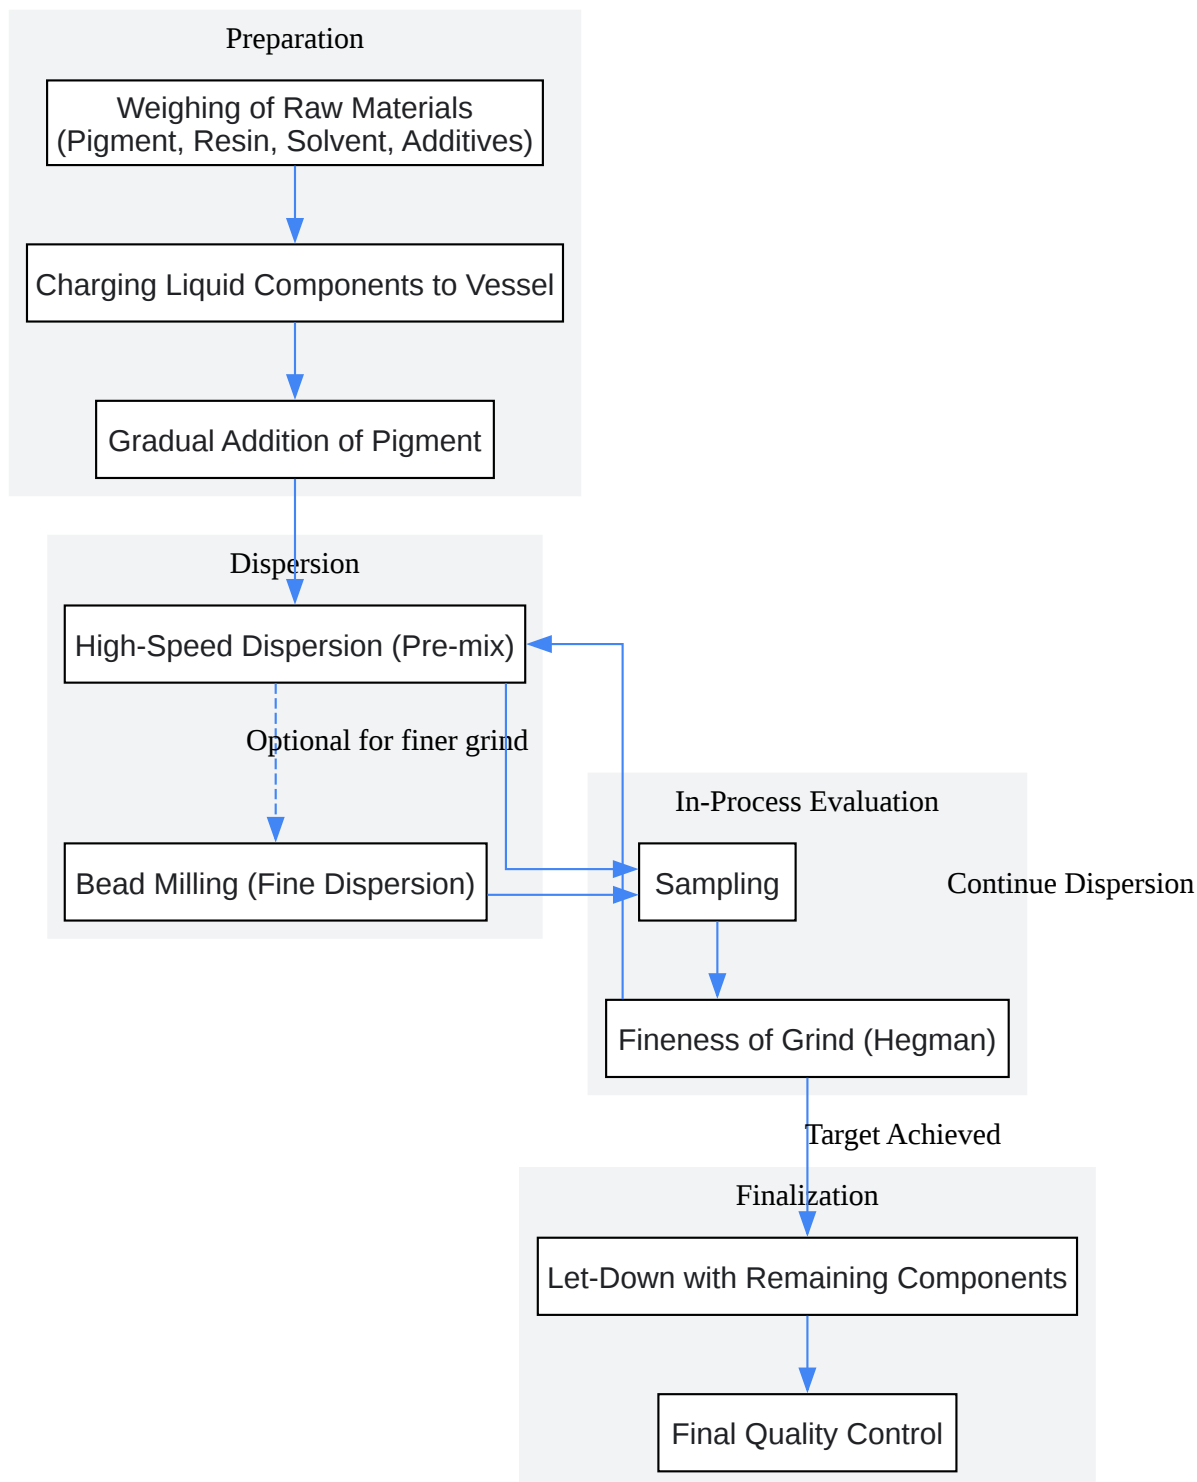 Preparation
Weighing of Raw Materials
(Pigment, Resin, Solvent, Additives)
Charging Liquid Components to Vessel
Gradual Addition of Pigment
Dispersion
High-Speed Dispersion (Pre-mix)
Optional for finer grind
Bead Milling (Fine Dispersion)
In-Process Evaluation
Sampling
Continue Dispersion
Fineness of Grind (Hegman)
Target Achieved
Finalization
Let-Down with Remaining Components
Final Quality Control